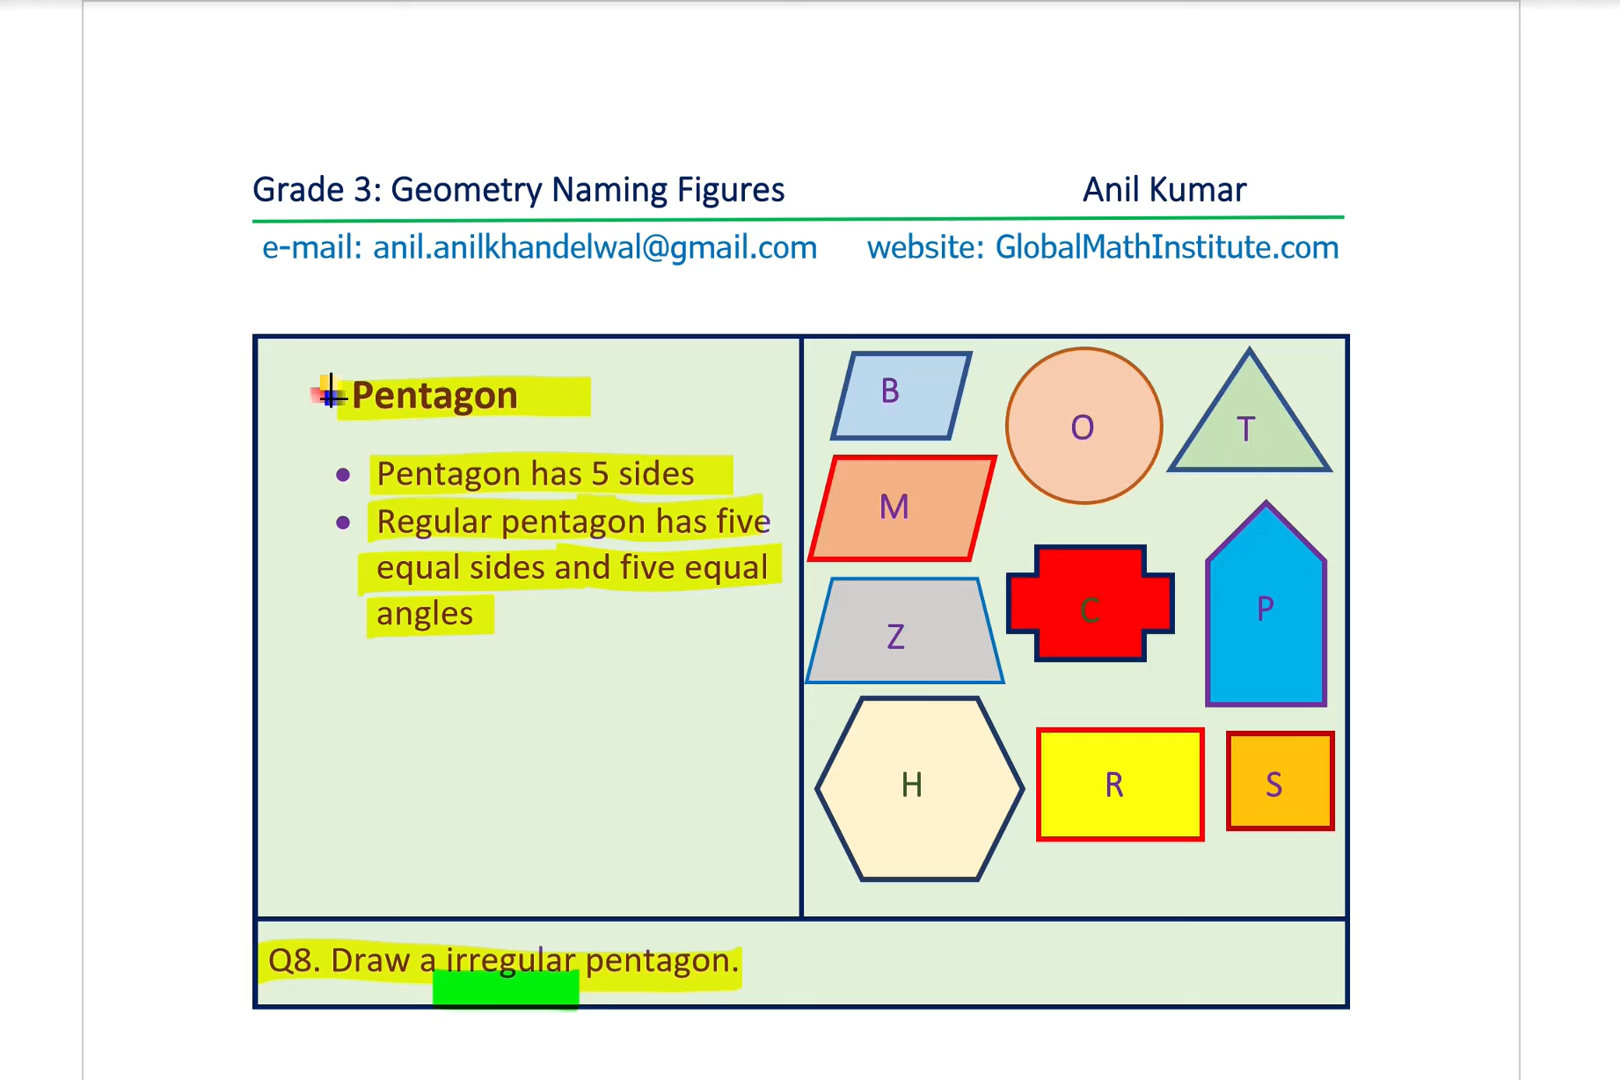 Grade 3: Geometry Naming Figures Anil Kumar
e-mail: anil.anilkhandelwal@gmail.com website: GlobalMathInstitute.com
Pentagon
• Pentagon has 5 sides
• Regular pentagon has five
equal sides and five equal
angles
B
O
T
M
C
P
Z
H
R
S
Q8. Draw a irregular pentagon.